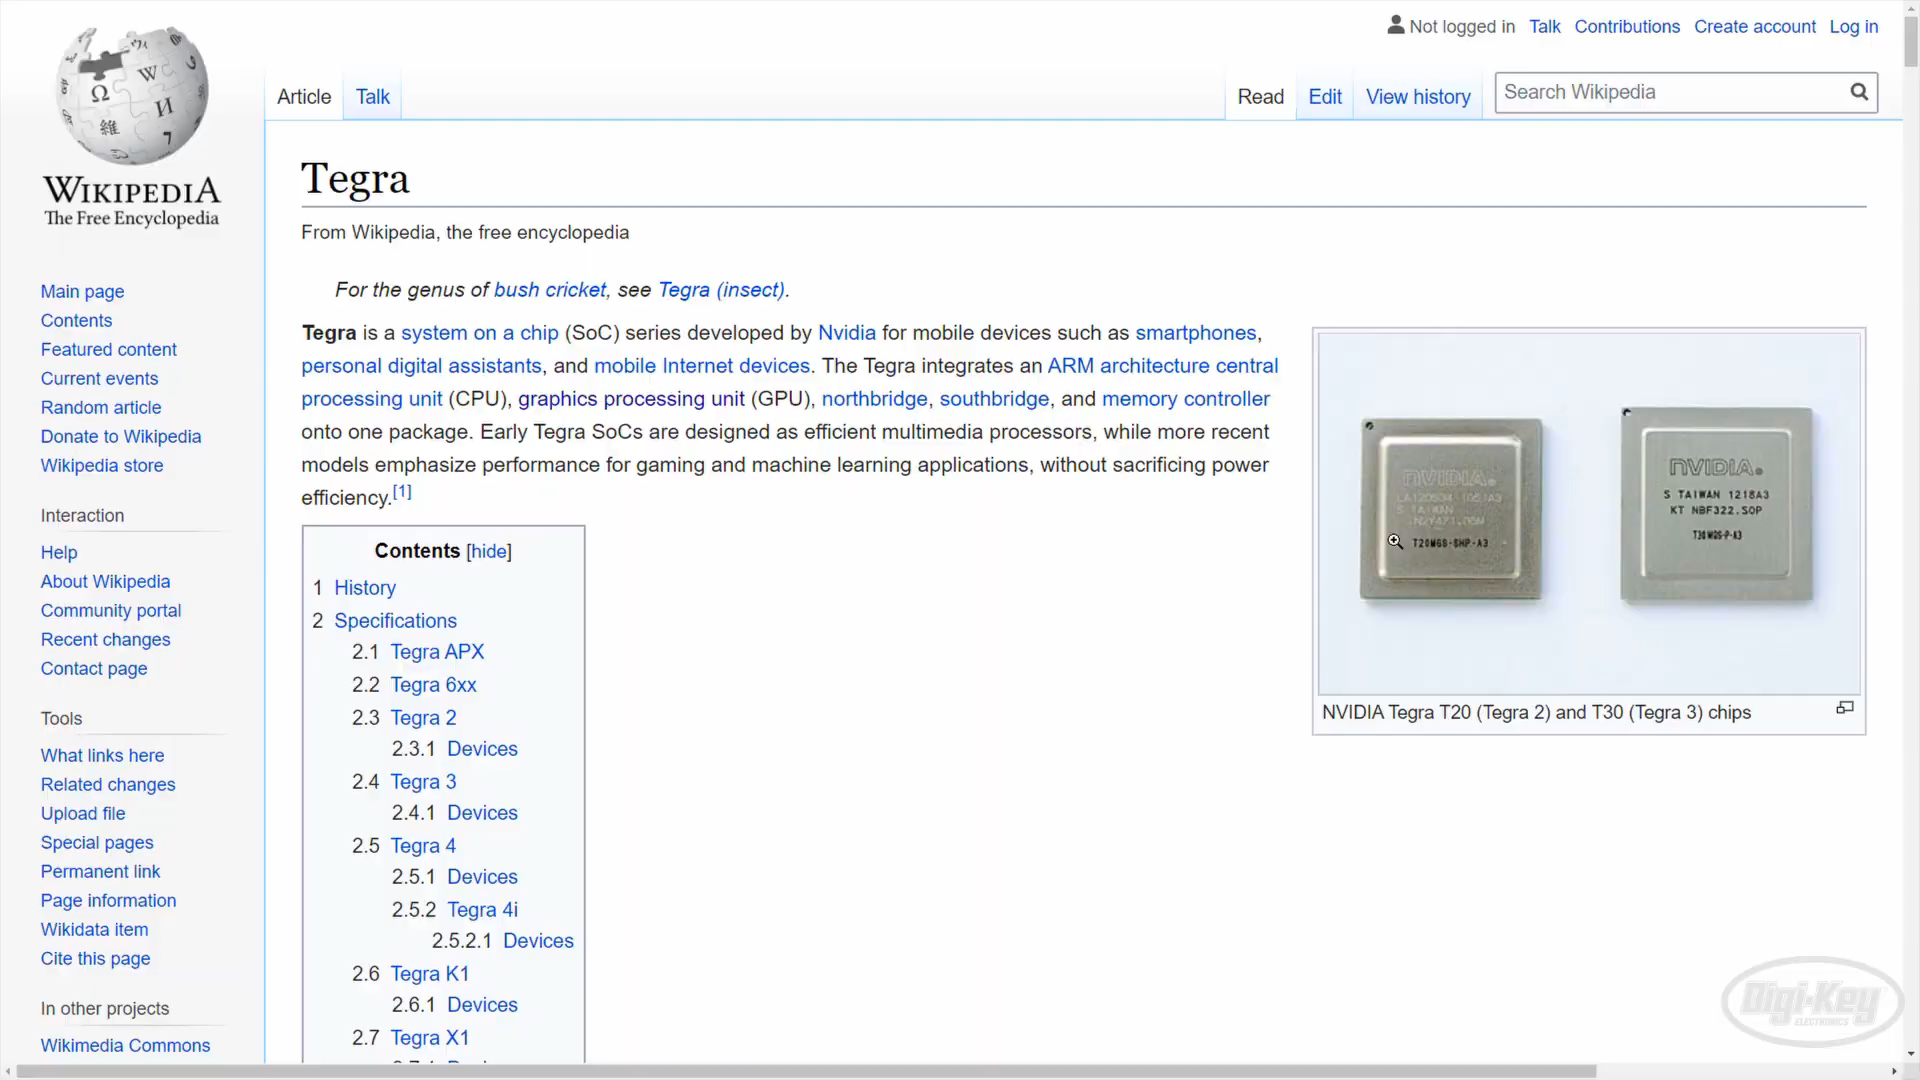 Not logged in Talk Contributions Create account Log in
Article Talk Read Edit View history Search Wikipedia
WIKIPEDIA
The Free Encyclopedia
Main page
Contents
Featured content
Current events
Random article
Donate to Wikipedia
Wikipedia store
Interaction
Help
About Wikipedia
Community portal
Recent changes
Contact page
Tools
What links here
Related changes
Upload file
Special pages
Permanent link
Page information
Wikidata item
Cite this page
In other projects
Wikimedia Commons
Tegra
From Wikipedia, the free encyclopedia
For the genus of bush cricket, see Tegra (insect).
Tegra is a system on a chip (SoC) series developed by Nvidia for mobile devices such as smartphones,
personal digital assistants, and mobile Internet devices. The Tegra integrates an ARM architecture central
processing unit (CPU), graphics processing unit (GPU), northbridge, southbridge, and memory controller
onto one package. Early Tegra SoCs are designed as efficient multimedia processors, while more recent
models emphasize performance for gaming and machine learning applications, without sacrificing power
efficiency.[1]
Contents [hide]
1 History
2 Specifications
2.1 Tegra APX
2.2 Tegra 6xx
2.3 Tegra 2
2.3.1 Devices
2.4 Tegra 3
2.4.1 Devices
2.5 Tegra 4
2.5.1 Devices
2.5.2 Tegra 4i
2.5.2.1 Devices
2.6 Tegra K1
2.6.1 Devices
2.7 Tegra X1
NVIDIA
S TAIWAN
T20MGS-SHP-A3
NVIDIA
S TAIWAN 1218A3
KT NBF322.S0P
T30MQS-P-A3
NVIDIA Tegra T20 (Tegra 2) and T30 (Tegra 3) chips
Digi-Key
ELECTRONICS